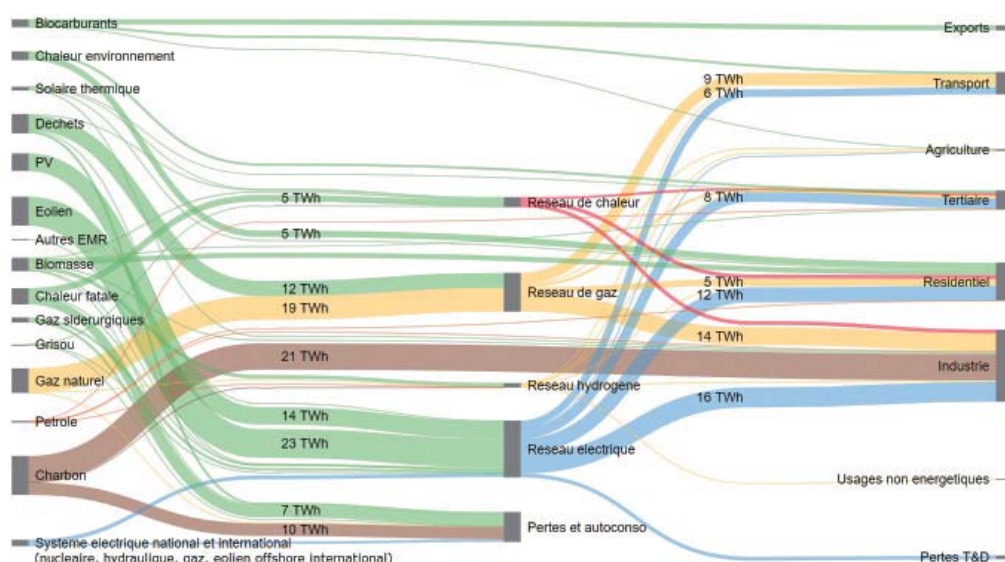 Biocarburants
Chaleur environnement
Solaire thermique
Dechets
PV
Eolien
Autres EMR
Biomasse
Chaleur fatale
Gaz siderurgiques
Grisou
Gaz naturel
Petrole
Charbon
Systeme electrique national et international
(nucleaire, hydraulique, gaz, eolien offshore international)
5 TWh
5 TWh
12 TWh
19 TWh
21 TWh
14 TWh
23 TWh
7 TWh
10 TWh
Reseau de chaleur
Reseau de gaz
Reseau hydrogene
Reseau electrique
Pertes et autoconso
9 TWh
6 TWh
8 TWh
5 TWh
12 TWh
14 TWh
16 TWh
Exports
Transport
Agriculture
Tertiaire
Residentiel
Industrie
Usages non energetiques
Pertes T&D